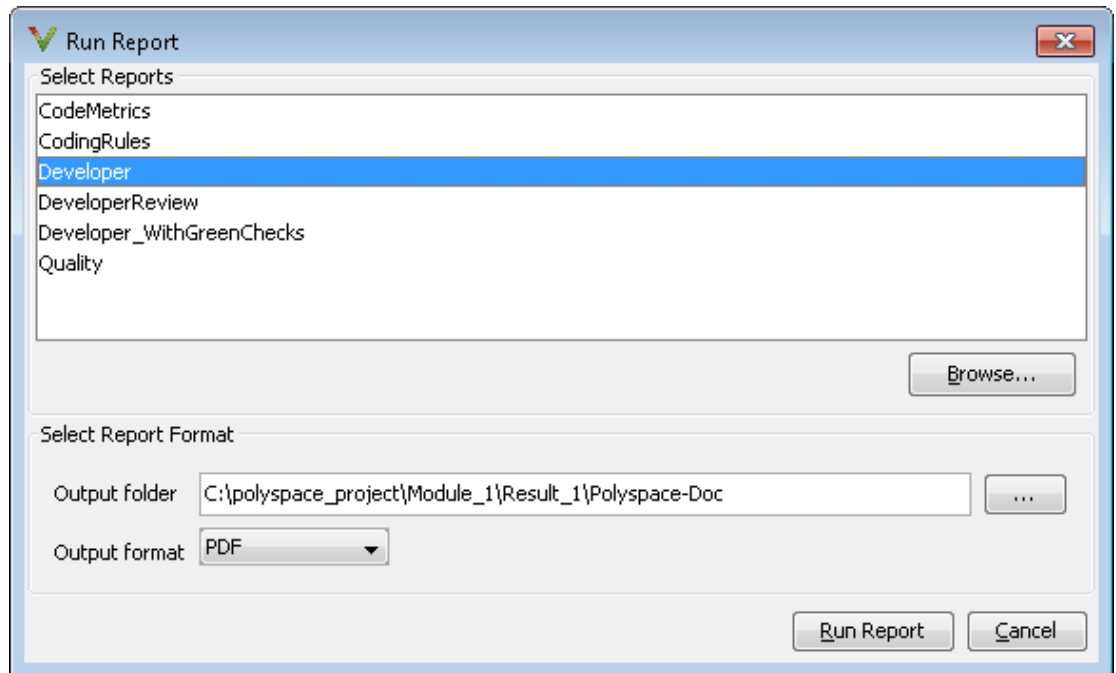 Run Report
Select Reports
CodeMetrics
CodingRules
Developer
DeveloperReview
Developer_WithGreenChecks
Quality
Browse...
Select Report Format
Output folder C:\polyspace_project\Module_1\Result_1\Polyspace-Doc ...
Output format PDF
Run Report Cancel